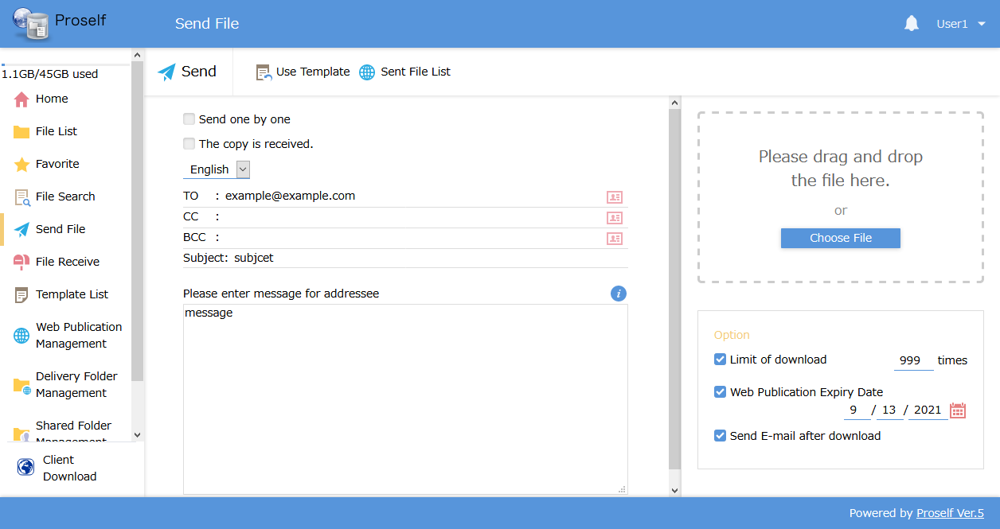 Proself
Send File
User1
1.1GB/45GB used
Home
File List
Favorite
File Search
Send File
File Receive
Template List
Web Publication
Management
Delivery Folder
Management
Shared Folder
Management
Client
Download
Send
Use Template
Sent File List
Send one by one
The copy is received.
English
TO : example@example.com
CC :
BCC :
Subject: subjcet
Please enter message for addressee
message
Please drag and drop
the file here.
or
Choose File
Option
Limit of download 999 times
Web Publication Expiry Date
9 / 13 / 2021
Send E-mail after download
Powered by Proself Ver.5